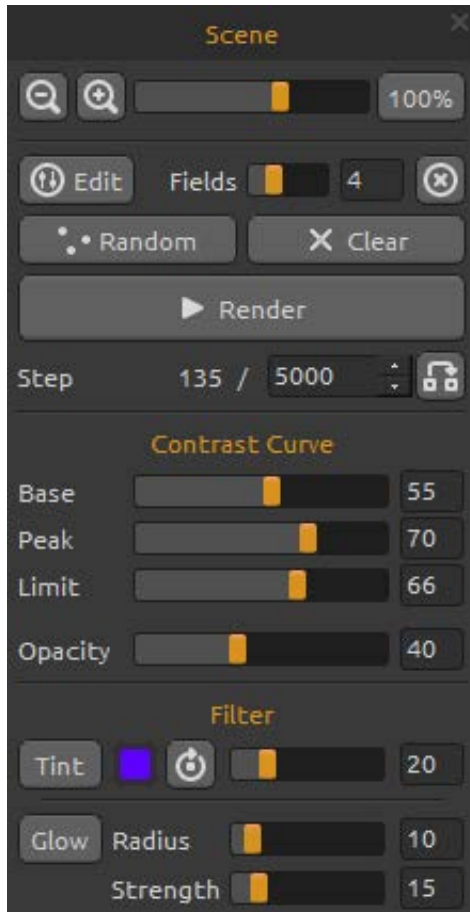 Scene
100%
Edit Fields 4
Random Clear
Render
Step 135 / 5000
Contrast Curve
Base 55
Peak 70
Limit 66
Opacity 40
Filter
Tint 20
Glow Radius 10
Strength 15